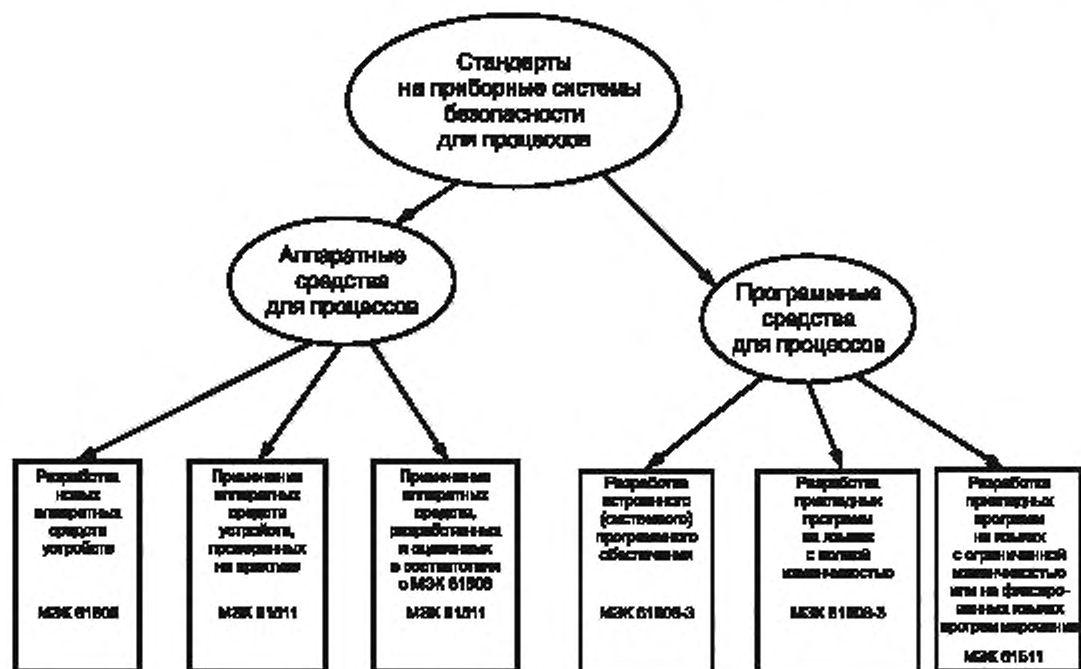 Стандарты
на приборные системы
безопасности
для процессов
Аппаратные
средства
для процессов
Программные
средства
для процессов
Разработка
новых
аппаратных
средств
устройств
МЭК 61508
Применение
аппаратных
средств
устройств,
проверенных
на практике
МЭК 61511
Применение
аппаратных
средств,
разработанных
и оцененных
в соответствии
с МЭК 61508
МЭК 61511
Разработка
встроенного
(системного)
программного
обеспечения
МЭК 61508-3
Разработка
прикладных
программ
на языках
с полной
изменчивостью
МЭК 61508-3
Разработка
прикладных
программ
на языках
с ограниченной
изменчивостью
или на фиксиро-
ванных языках
программирования
МЭК 61511